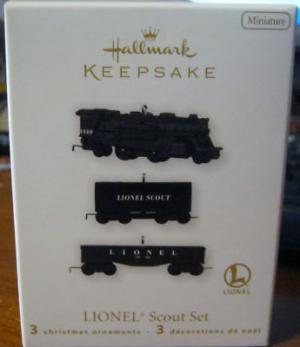 Miniature
Hallmark
KEEPSAKE
LIONEL SCOUT
LIONEL
LIONEL
LIONEL® Scout Set
3 christmas ornaments · 3 décorations de noël